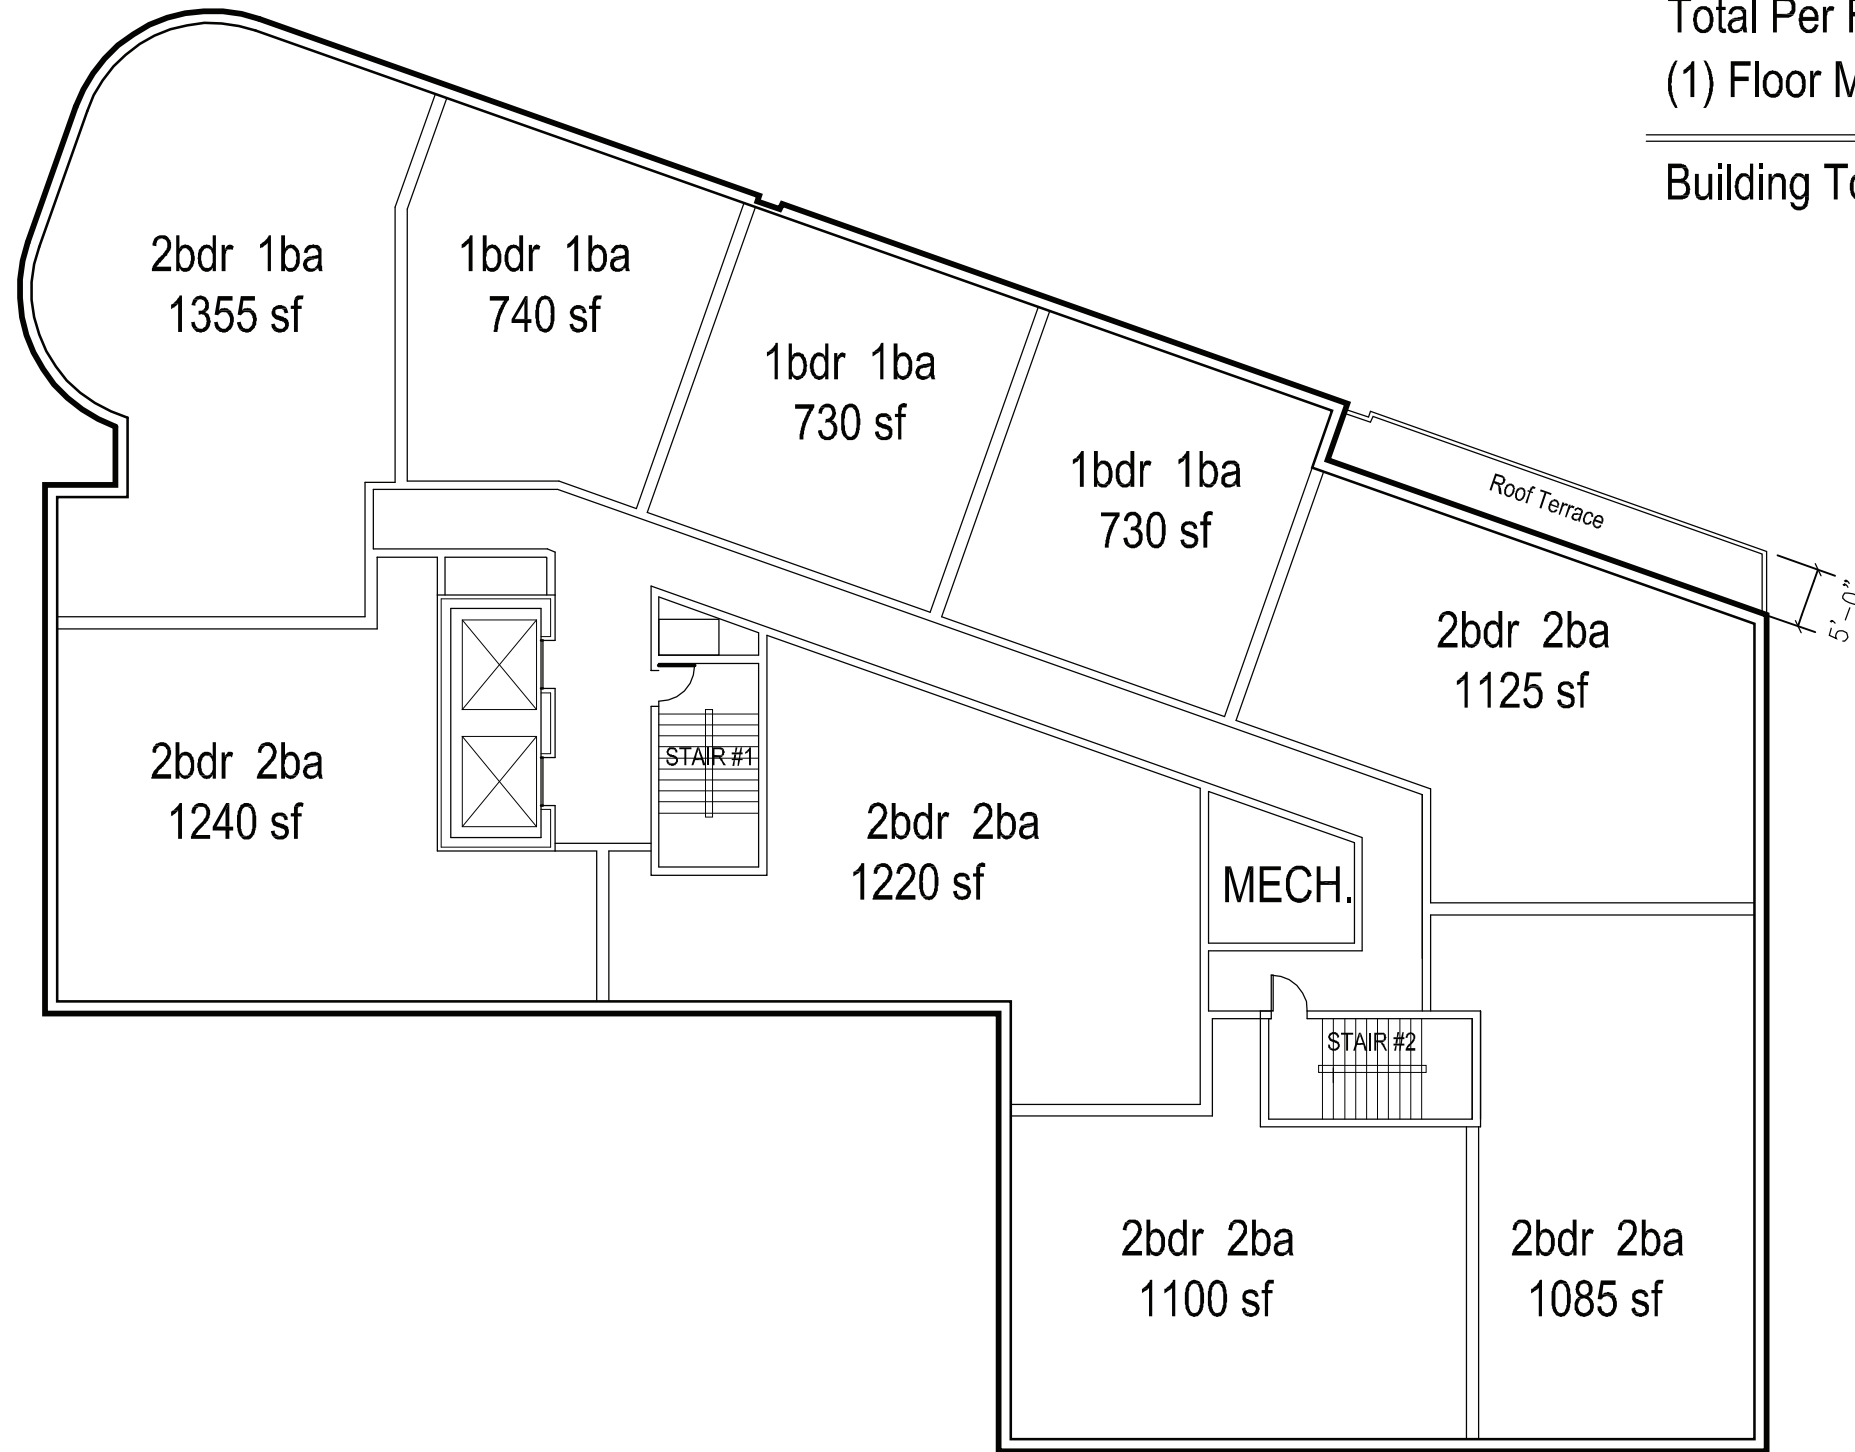 Total Per
(1) Floor
Building
2bdr 1ba
1355 sf
1bdr 1ba
740 sf
1bdr 1ba
730 sf
1bdr 1ba
730 sf
Roof Terrace
5'-0"
2bdr 2ba
1125 sf
2bdr 2ba
1240 sf
STAIR #1
2bdr 2ba
1220 sf
MECH.
STAIR #2
2bdr 2ba
1100 sf
2bdr 2ba
1085 sf